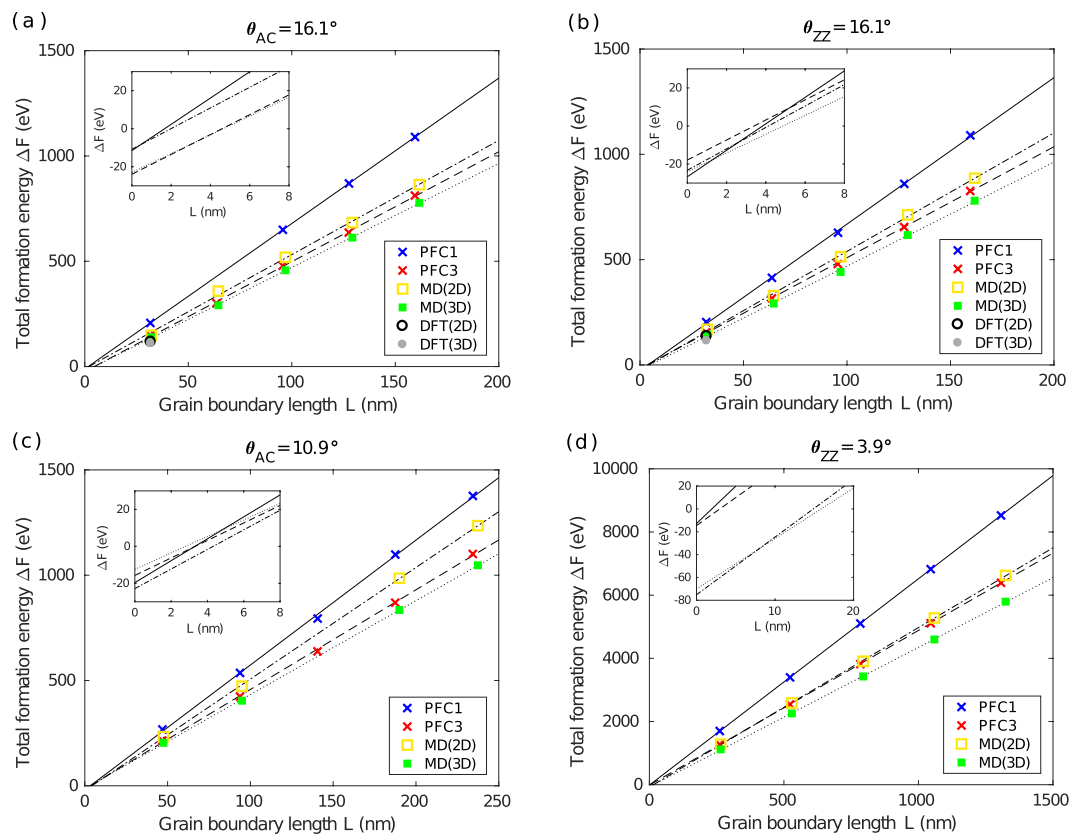 (a)
θAC=16.1°
Total formation energy ΔF (eV)
1500
1000
500
0
0
50
100
150
200
Grain boundary length L (nm)
ΔF (eV)
20
0
-20
0
2
4
6
8
L (nm)
PFC1
PFC3
MD(2D)
MD(3D)
DFT(2D)
DFT(3D)
(b)
θZZ=16.1°
Total formation energy ΔF (eV)
1500
1000
500
0
0
50
100
150
200
Grain boundary length L (nm)
ΔF (eV)
20
0
-20
0
2
4
6
8
L (nm)
PFC1
PFC3
MD(2D)
MD(3D)
DFT(2D)
DFT(3D)
(c)
θAC=10.9°
Total formation energy ΔF (eV)
1500
1000
500
0
0
50
100
150
200
250
Grain boundary length L (nm)
ΔF (eV)
20
0
-20
0
2
4
6
8
L (nm)
PFC1
PFC3
MD(2D)
MD(3D)
(d)
θZZ=3.9°
Total formation energy ΔF (eV)
10000
8000
6000
4000
2000
0
0
500
1000
1500
Grain boundary length L (nm)
ΔF (eV)
20
0
-20
-40
-60
-80
0
10
20
L (nm)
PFC1
PFC3
MD(2D)
MD(3D)